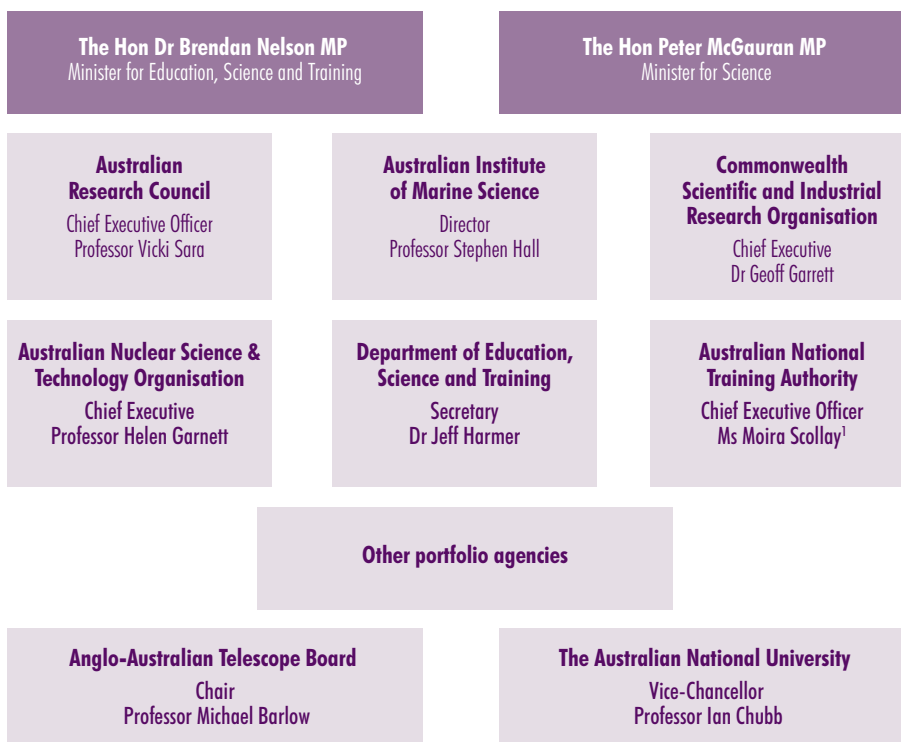 The Hon Dr Brendan Nelson MP
Minister for Education, Science and Training
The Hon Peter McGauran MP
Minister for Science
Australian
Research Council
Chief Executive Officer
Professor Vicki Sara
Australian Institute
of Marine Science
Director
Professor Stephen Hall
Commonwealth
Scientific and Industrial
Research Organisation
Chief Executive
Dr Geoff Garrett
Australian Nuclear Science &
Technology Organisation
Chief Executive
Professor Helen Garnett
Department of Education,
Science and Training
Secretary
Dr Jeff Harmer
Australian National
Training Authority
Chief Executive Officer
Ms Moira Scollay¹
Other portfolio agencies
Anglo-Australian Telescope Board
Chair
Professor Michael Barlow
The Australian National University
Vice-Chancellor
Professor Ian Chubb